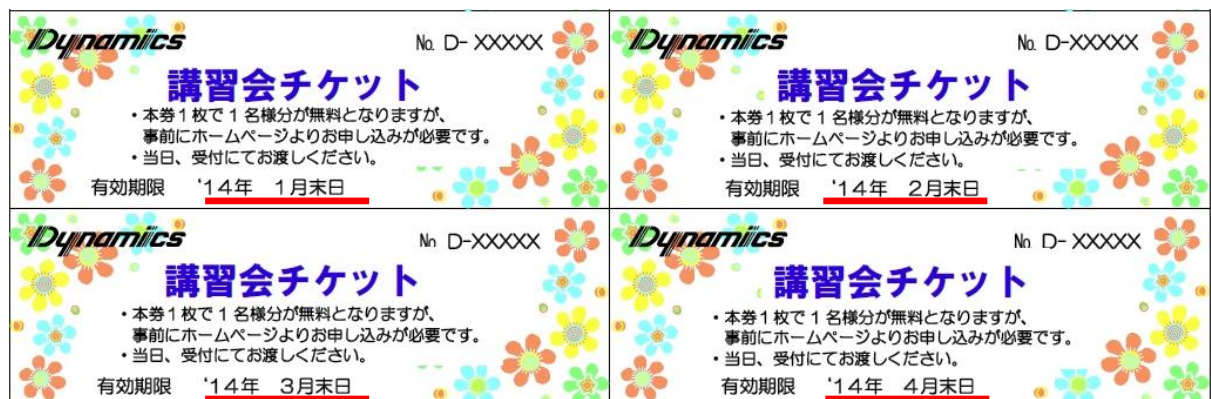 Dynamics
No. D- XXXXX
講習会チケット
・本券1枚で1名様分が無料となりますが、
事前にホームページよりお申し込みが必要です。
・当日、受付にてお渡しください。
有効期限 '14年 1月末日
Dynamics
No. D-XXXXX
講習会チケット
・本券1枚で1名様分が無料となりますが、
事前にホームページよりお申し込みが必要です。
・当日、受付にてお渡しください。
有効期限 '14年 2月末日
Dynamics
No D-XXXXX
講習会チケット
・本券1枚で1名様分が無料となりますが、
事前にホームページよりお申し込みが必要です。
・当日、受付にてお渡しください。
有効期限 '14年 3月末日
Dynamics
No D- XXXXX
講習会チケット
・本券1枚で1名様分が無料となりますが、
事前にホームページよりお申し込みが必要です。
・当日、受付にてお渡しください。
有効期限 '14年 4月末日